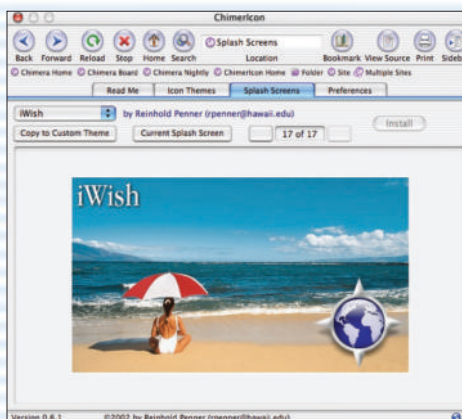 ChimerIcon
Splash Screens
Back Forward Reload Stop Home Search Location Bookmark View Source Print Sideb
Chimera Home Chimera Board Chimera Nightly ChimerIcon Home Folder Site Multiple Sites
Read Me Icon Themes Splash Screens Preferences
iWish by Reinhold Penner (rpenner@hawaii.edu) Install
Copy to Custom Theme Current Splash Screen 17 of 17
iWish
Version 0.6.1 ©2002 by Reinhold Penner (rpenner@hawaii.edu)